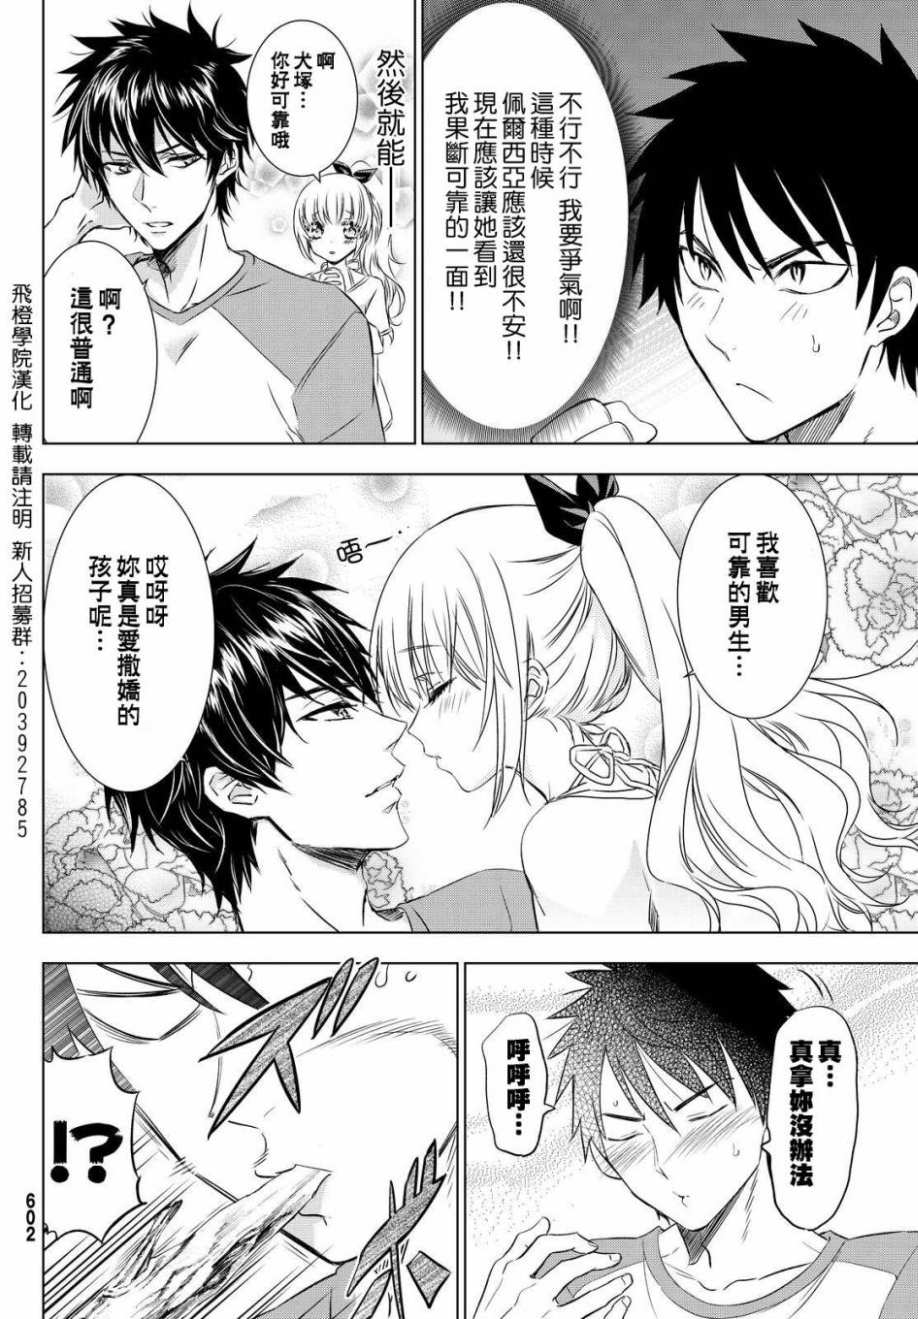 不行不行 我要爭氣啊!!
這種時候
佩爾西亞應該還很不安!!
現在應該讓她看到
我果斷可靠的一面!!
然後就能
啊
犬塚…
你好可靠哦
啊？
這很普通啊
我喜歡
可靠的男生…
唔一…
哎呀呀
妳真是愛撒嬌的
孩子呢…
真…
真拿妳沒辦法
呼呼呼…
!?
飛橙學院漢化 轉載請注明 新人招募群：20392785
602